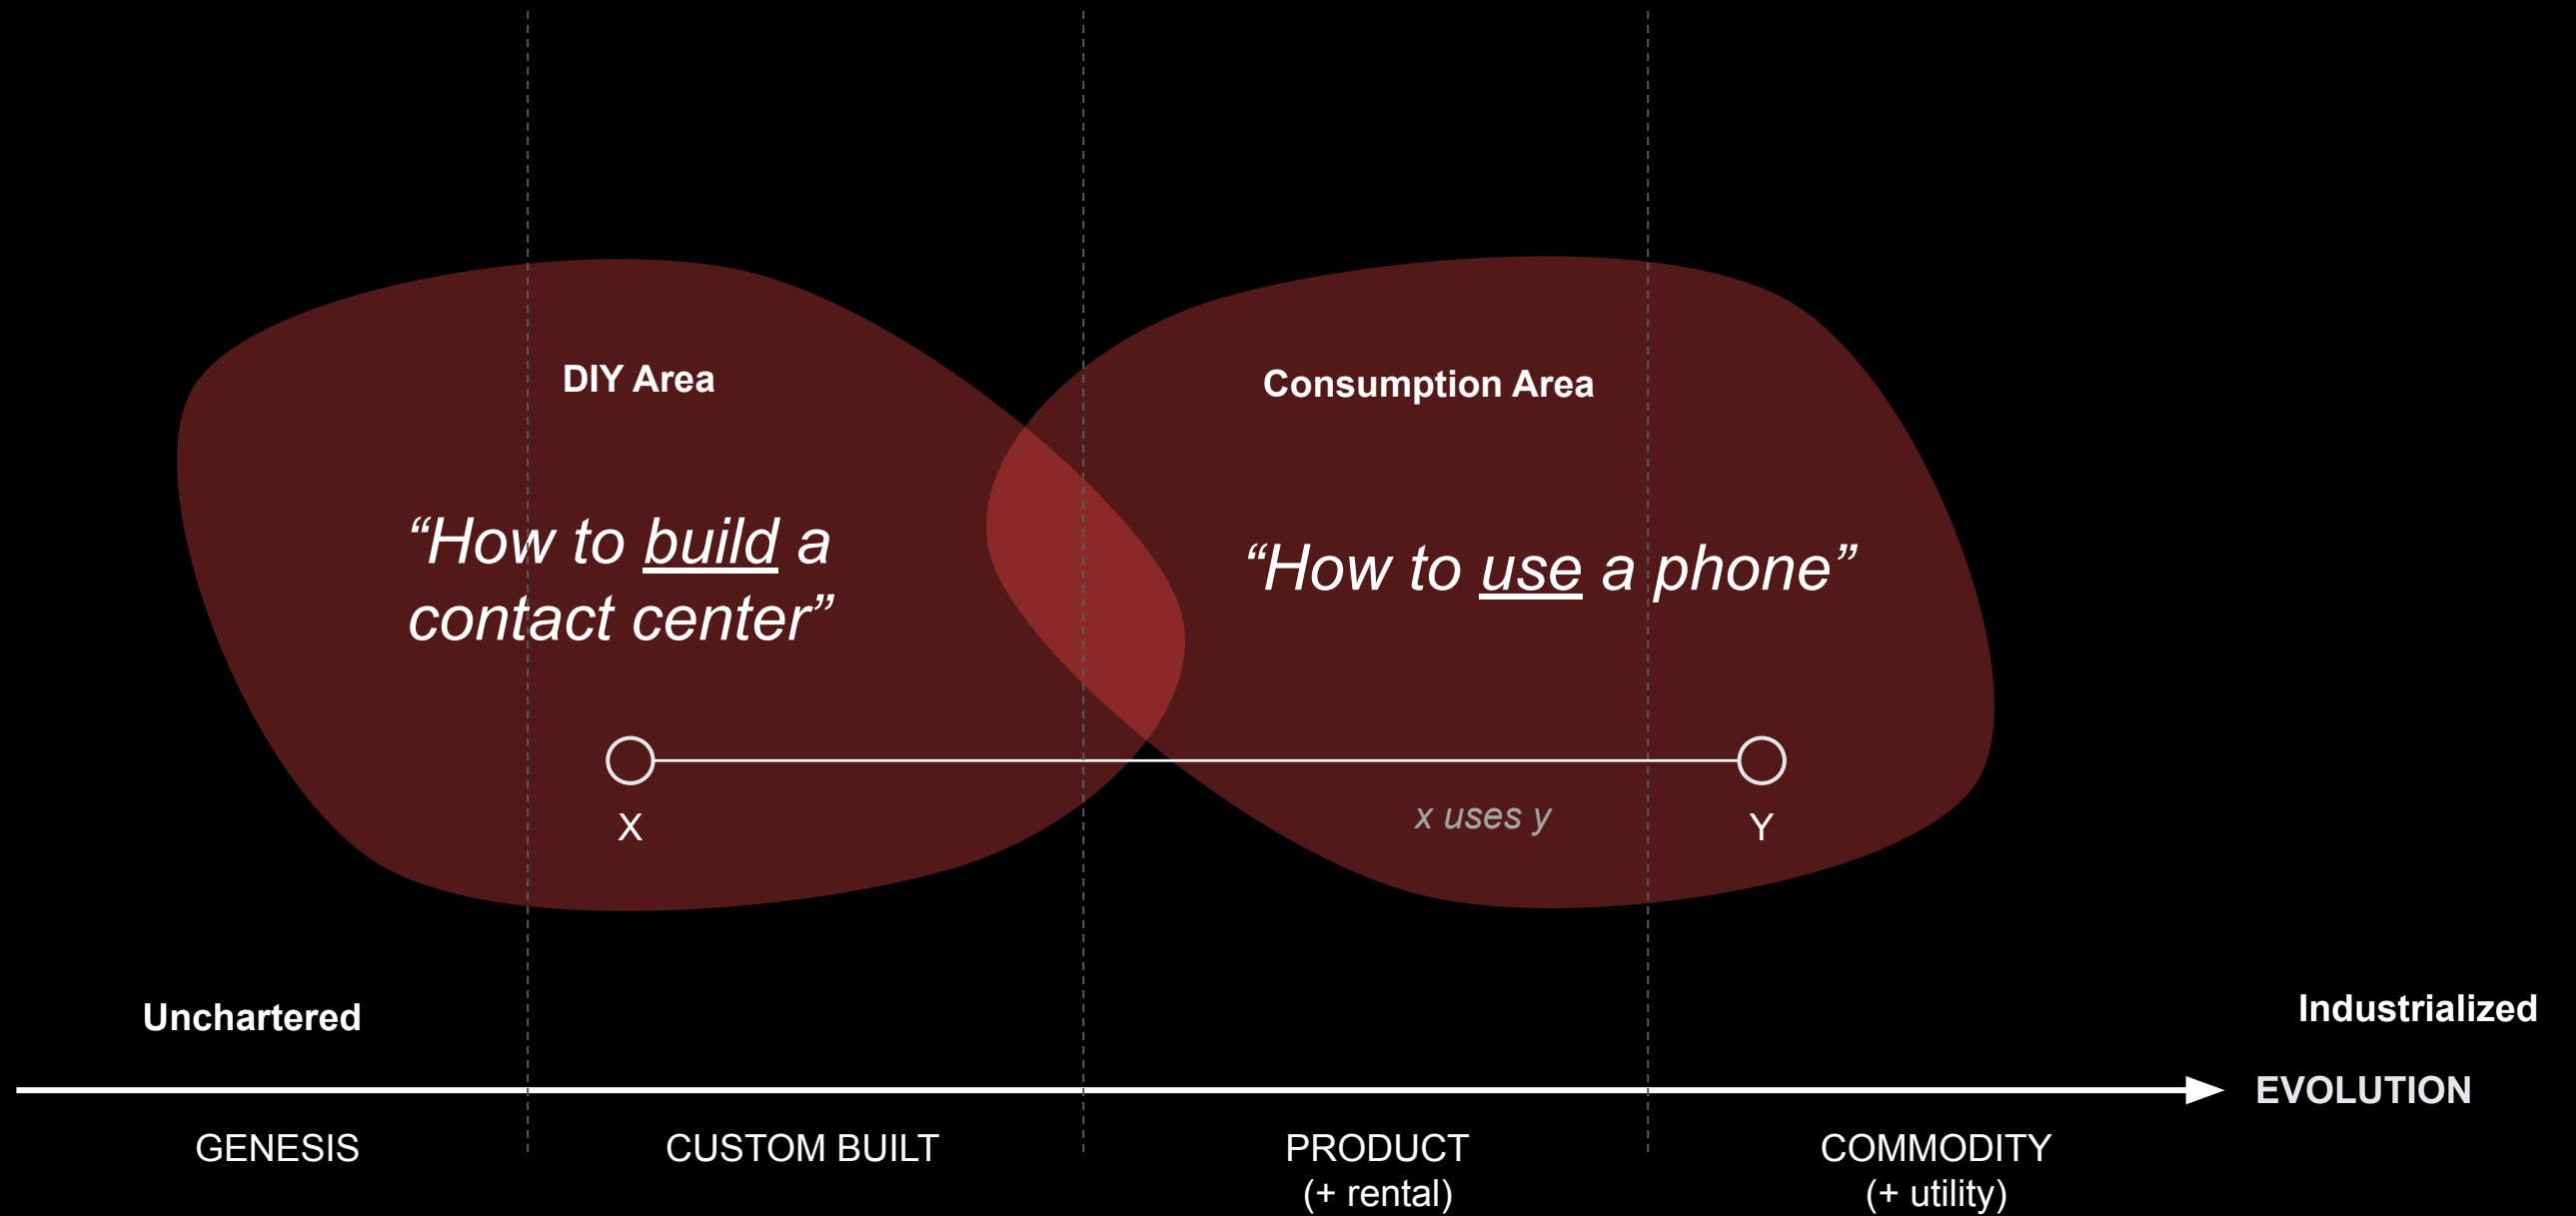 DIY Area
Consumption Area
“How to build a
contact center”
“How to use a phone”
X
x uses y
Y
Unchartered
Industrialized
EVOLUTION
GENESIS
CUSTOM BUILT
PRODUCT
(+ rental)
COMMODITY
(+ utility)